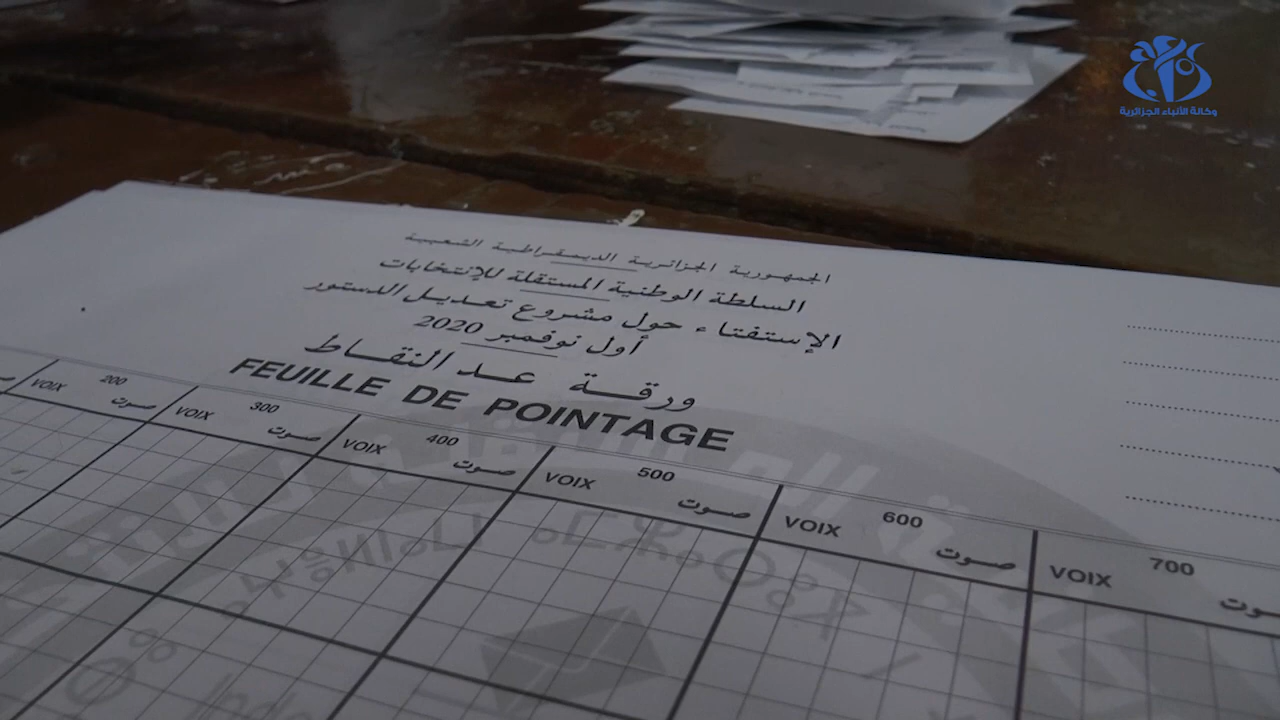 وكالة الأنباء الجزائرية
الجمهورية الجزائرية الديمقراطية الشعبية
السلطة الوطنية المستقلة للإنتخابات
الإستفتاء حول مشروع تعديل الدستور
أول نوفمبر 2020
ورقة عد النقاط
FEUILLE DE POINTAGE
VOIX 200 صوت
VOIX 300 صوت
VOIX 400 صوت
VOIX 500 صوت
VOIX 600 صوت
VOIX 700 صوت